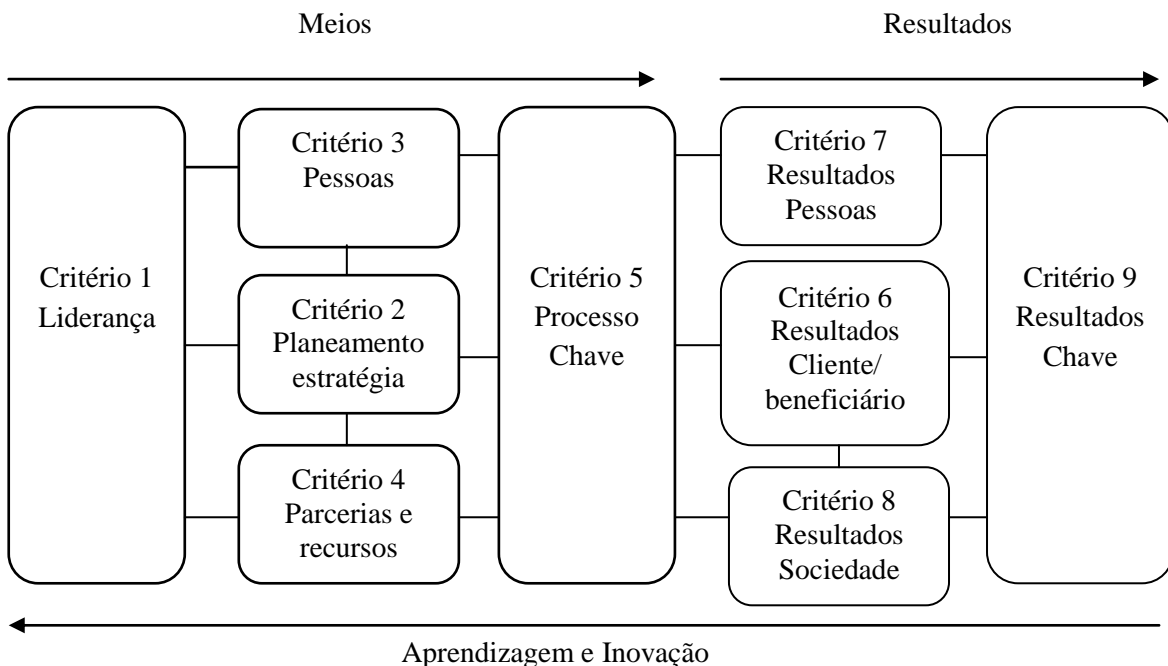 Meios
Resultados
Critério 1
Liderança
Critério 3
Pessoas
Critério 2
Planeamento
estratégia
Critério 4
Parcerias e
recursos
Critério 5
Processo
Chave
Critério 7
Resultados
Pessoas
Critério 6
Resultados
Cliente/
beneficiário
Critério 8
Resultados
Sociedade
Critério 9
Resultados
Chave
Aprendizagem e Inovação